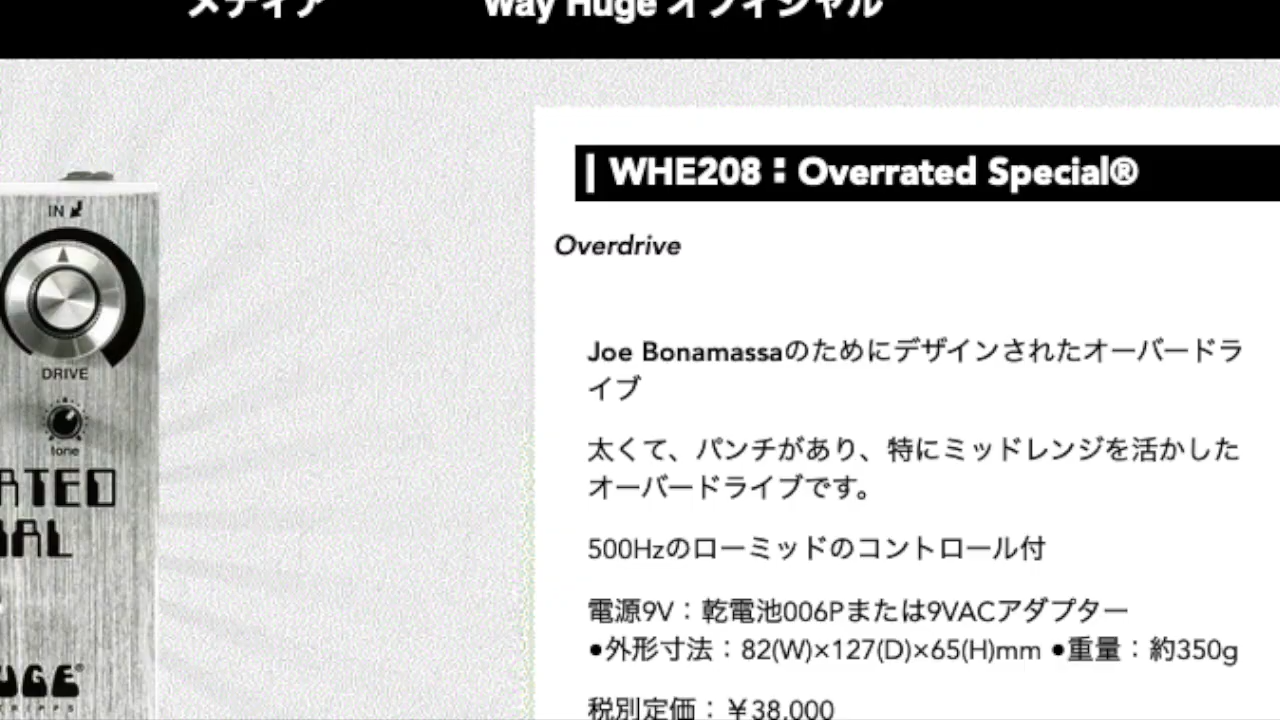 メディア
Way Huge オフィシャル
| WHE208：Overrated Special®
Overdrive
IN
DRIVE
tone
Joe Bonamassaのためにデザインされたオーバードラ
イブ
太くて、パンチがあり、特にミッドレンジを活かした
オーバードライブです。
500Hzのローミッドのコントロール付
電源9V：乾電池006Pまたは9VACアダプター
●外形寸法：82(W)×127(D)×65(H)mm ●重量：約350g
税別定価：￥38,000